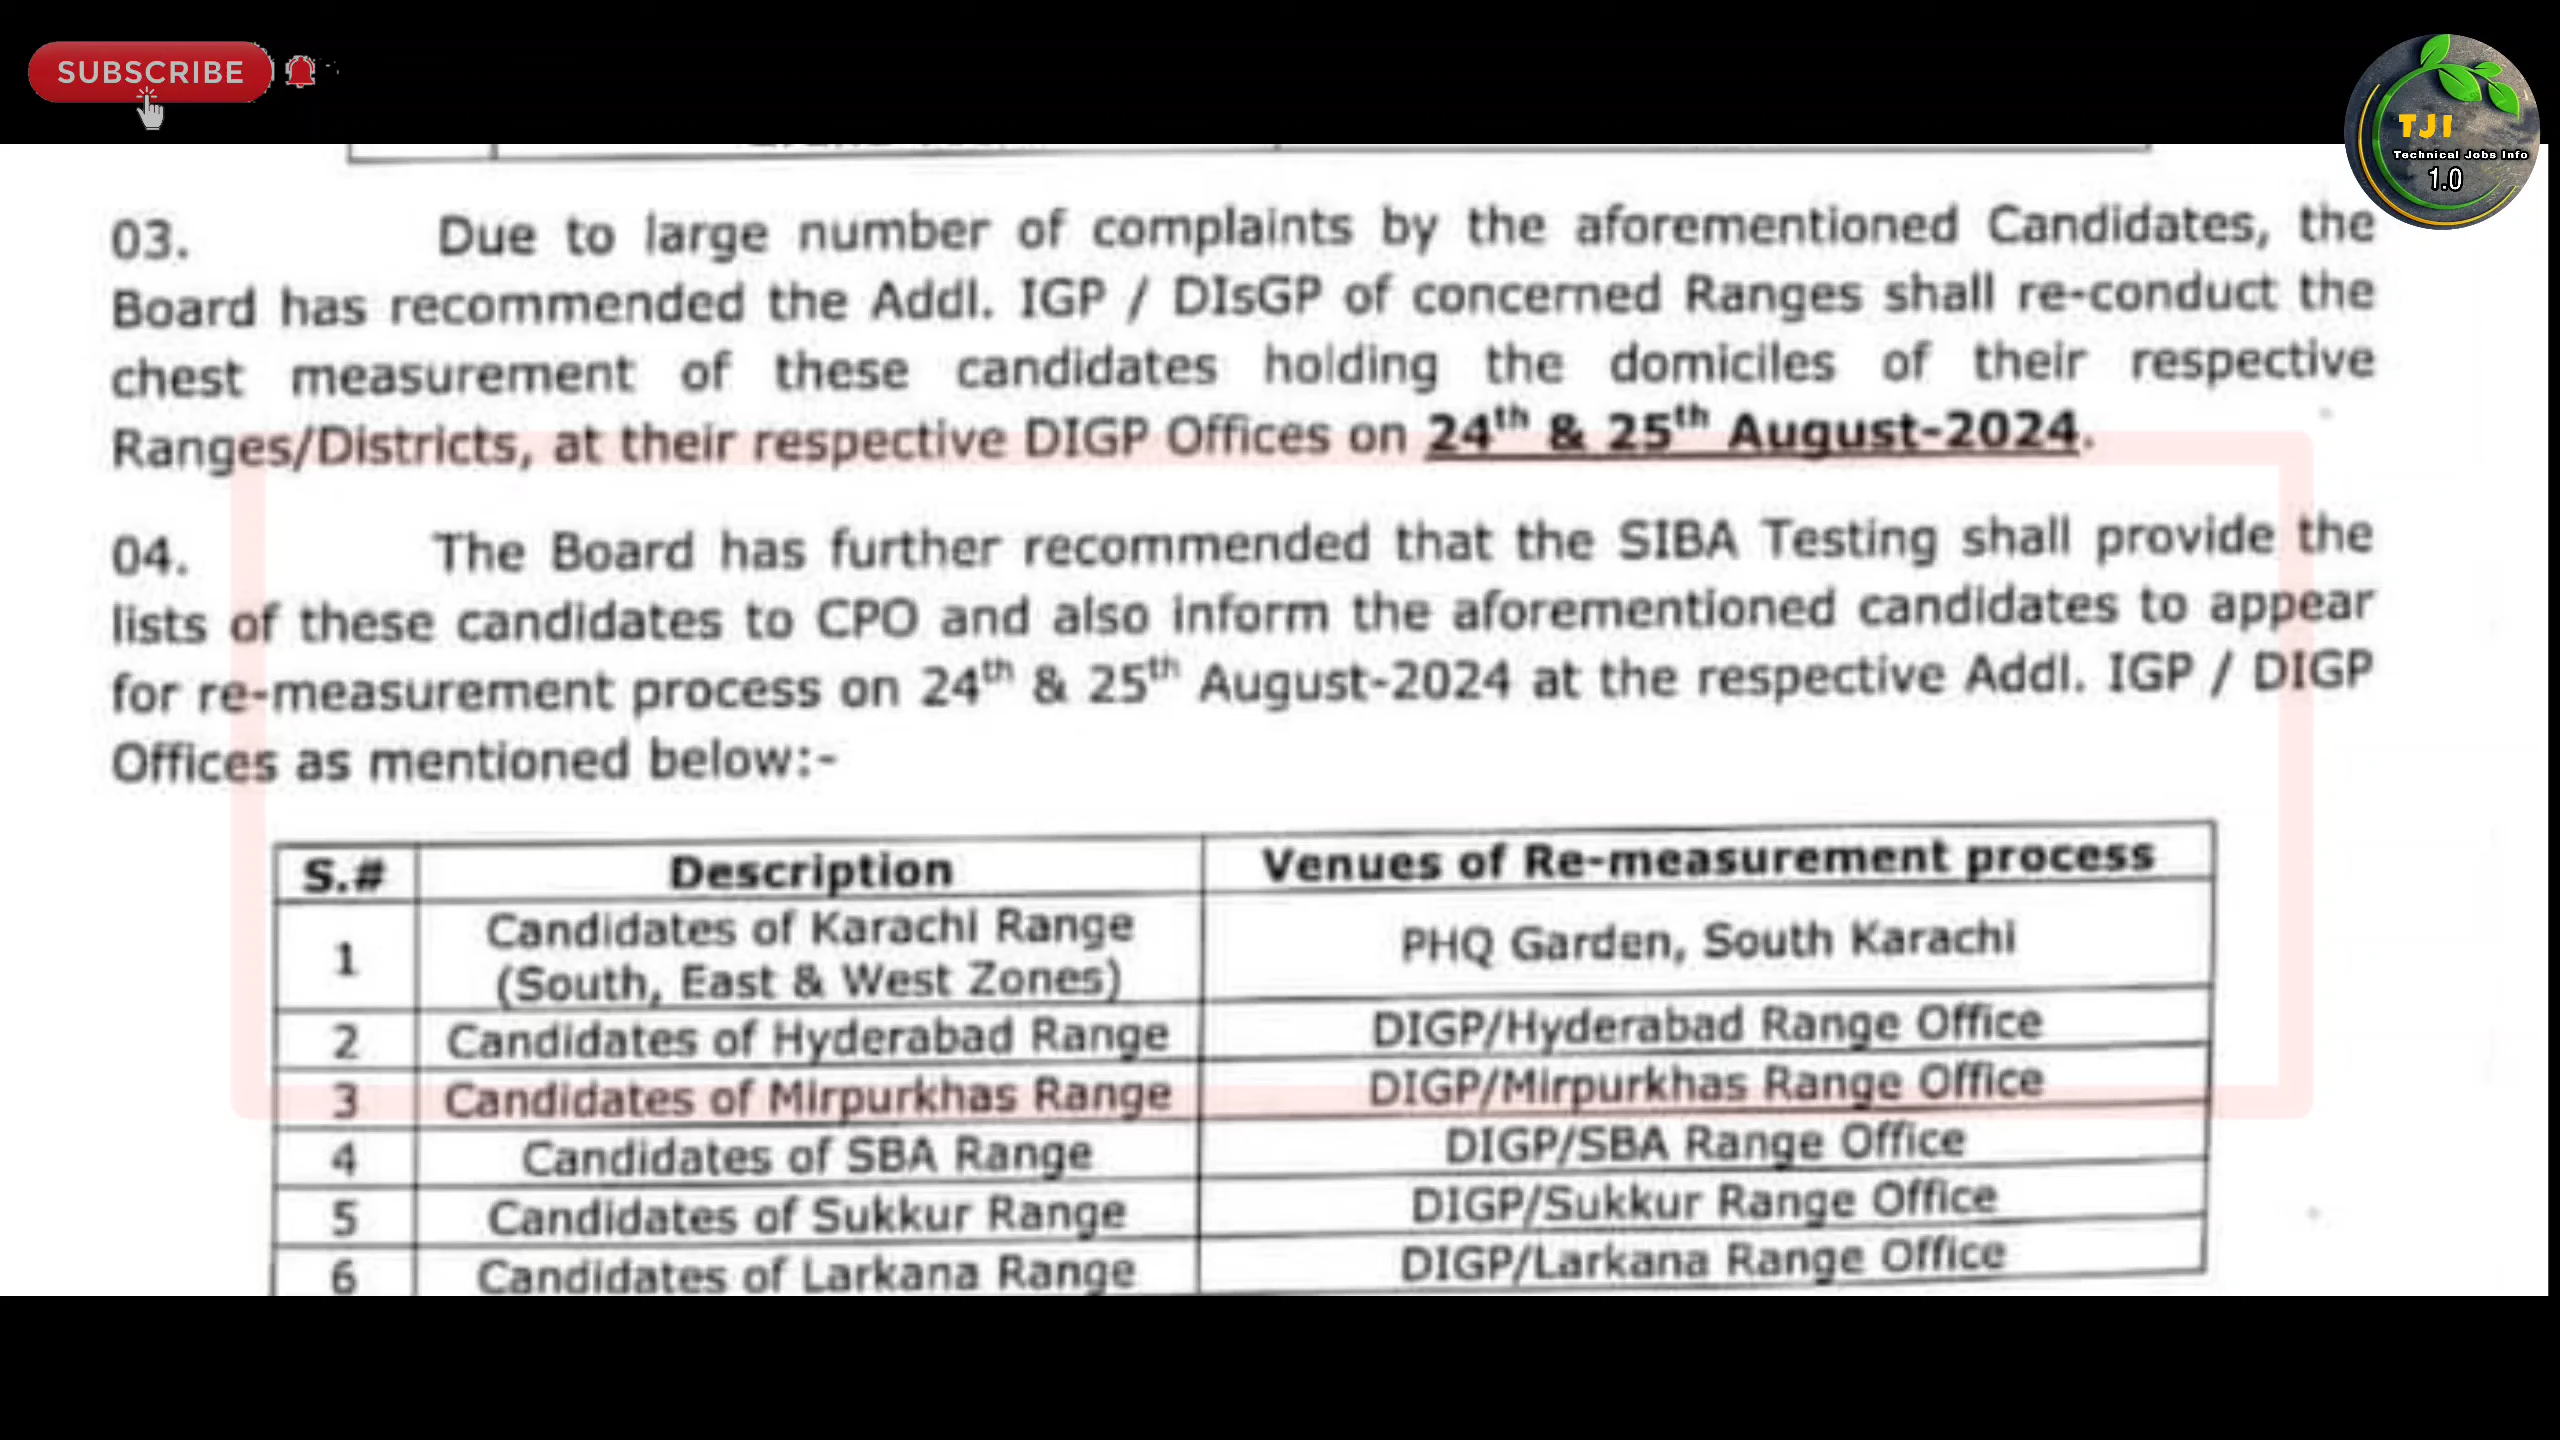 SUBSCRIBE
TJI
Technical Jobs Info
1.0
03. Due to large number of complaints by the aforementioned Candidates, the
Board has recommended the Addl. IGP / DIsGP of concerned Ranges shall re-conduct the
chest measurement of these candidates holding the domiciles of their respective
Ranges/Districts, at their respective DIGP Offices on 24th & 25th August-2024.
04. The Board has further recommended that the SIBA Testing shall provide the
lists of these candidates to CPO and also inform the aforementioned candidates to appear
for re-measurement process on 24th & 25th August-2024 at the respective Addl. IGP / DIGP
Offices as mentioned below:-
S.# Description Venues of Re-measurement process
1 Candidates of Karachi Range (South, East & West Zones) PHQ Garden, South Karachi
2 Candidates of Hyderabad Range DIGP/Hyderabad Range Office
3 Candidates of Mirpurkhas Range DIGP/Mirpurkhas Range Office
4 Candidates of SBA Range DIGP/SBA Range Office
5 Candidates of Sukkur Range DIGP/Sukkur Range Office
6 Candidates of Larkana Range DIGP/Larkana Range Office